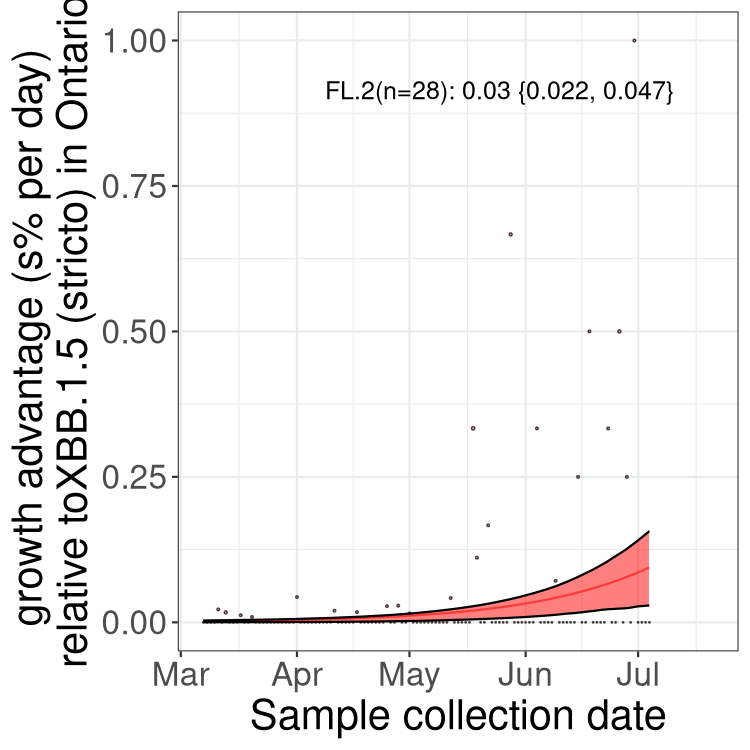 growth advantage (s% per day)
relative toXBB.1.5 (stricto) in Ontario
1.00
0.75
0.50
0.25
0.00
FL.2(n=28): 0.03 {0.022, 0.047}
Mar Apr May Jun Jul
Sample collection date